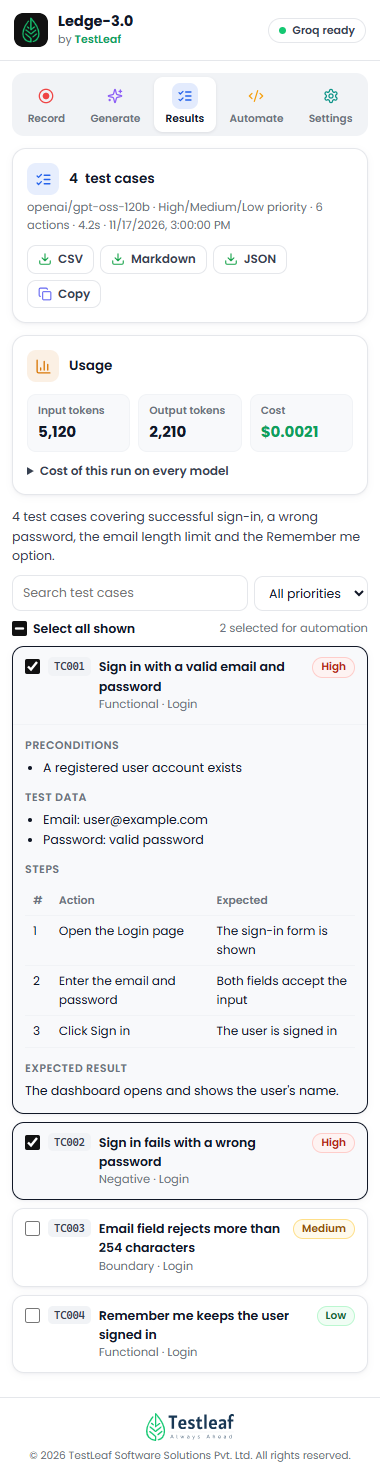 Ledge-3.0
by TestLeaf
Groq ready
Record
Generate
Results
Automate
Settings
4 test cases
openai/gpt-oss-120b · High/Medium/Low priority · 6
actions · 4.2s · 11/17/2026, 3:00:00 PM
CSV
Markdown
JSON
Copy
Usage
Input tokens
5,120
Output tokens
2,210
Cost
$0.0021
Cost of this run on every model
4 test cases covering successful sign-in, a wrong
password, the email length limit and the Remember me
option.
Search test cases
All priorities
Select all shown
2 selected for automation
TC001
Sign in with a valid email and
password
High
Functional · Login
PRECONDITIONS
• A registered user account exists
TEST DATA
• Email: user@example.com
• Password: valid password
STEPS
# Action Expected
1 Open the Login page The sign-in form is
shown
2 Enter the email and Both fields accept the
password input
3 Click Sign in The user is signed in
EXPECTED RESULT
The dashboard opens and shows the user's name.
TC002
Sign in fails with a wrong
password
High
Negative · Login
TC003
Email field rejects more than
254 characters
Medium
Boundary · Login
TC004
Remember me keeps the user
signed in
Low
Functional · Login
Testleaf
Always Ahead
© 2026 TestLeaf Software Solutions Pvt. Ltd. All rights reserved.